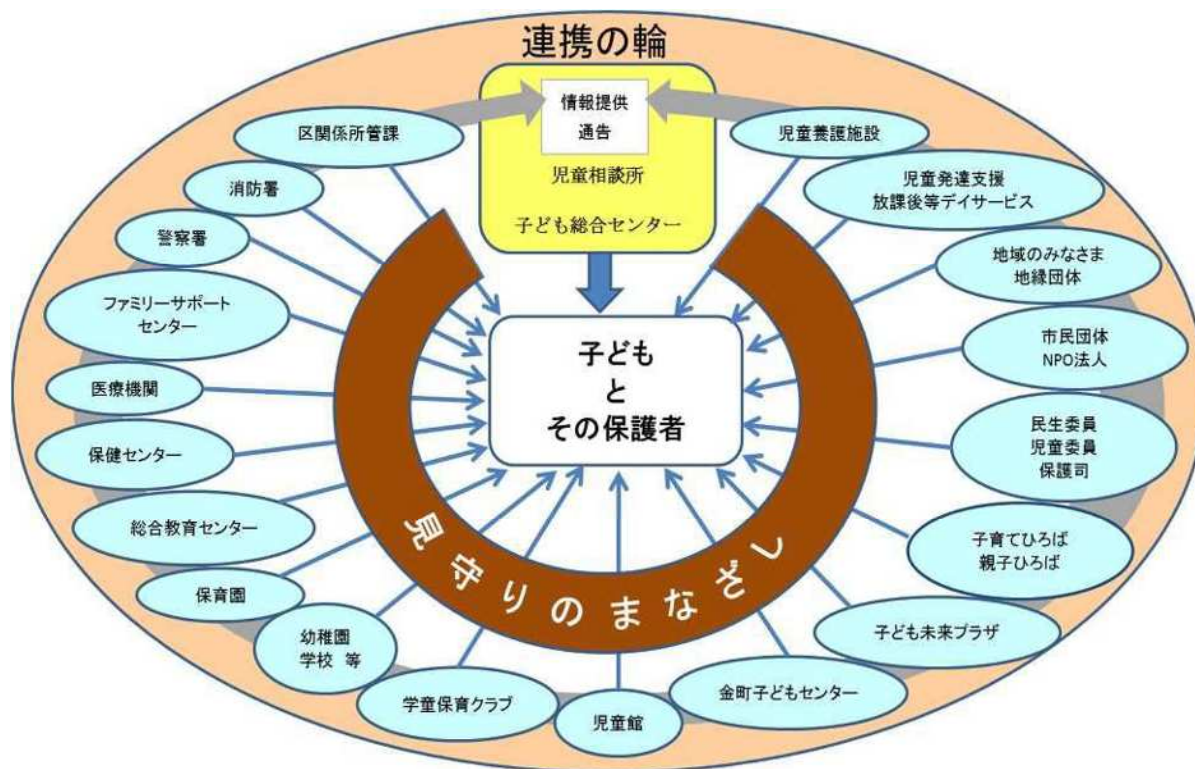 連携の輪
情報提供
通告
児童相談所
子ども総合センター
区関係所管課
消防署
警察署
ファミリーサポート
センター
医療機関
保健センター
総合教育センター
保育園
幼稚園
学校 等
学童保育クラブ
児童館
金町子どもセンター
子ども未来プラザ
子育てひろば
親子ひろば
民生委員
児童委員
保護司
市民団体
NPO法人
地域のみなさま
地縁団体
児童発達支援
放課後等デイサービス
児童養護施設
子ども
と
その保護者
見守りのまなざし